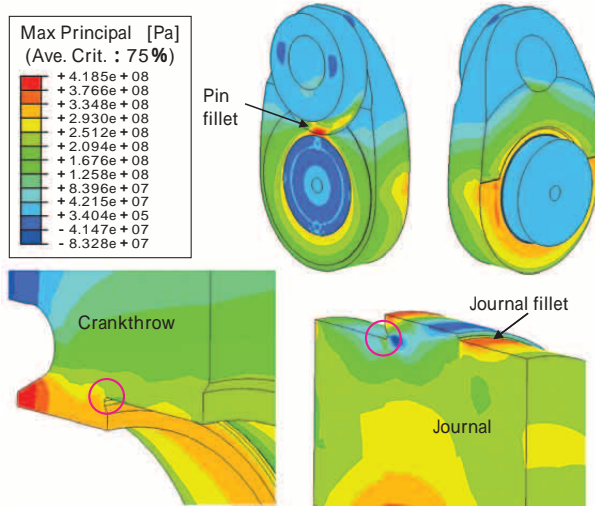 Max Principal [Pa]
(Ave. Crit. : 75%)
+ 4.185e + 08
+ 3.766e + 08
+ 3.348e + 08
+ 2.930e + 08
+ 2.512e + 08
+ 2.094e + 08
+ 1.676e + 08
+ 1.258e + 08
+ 8.396e + 07
+ 4.215e + 07
+ 3.404e + 05
- 4.147e + 07
- 8.328e + 07
Pin
fillet
Crankthrow
Journal fillet
Journal